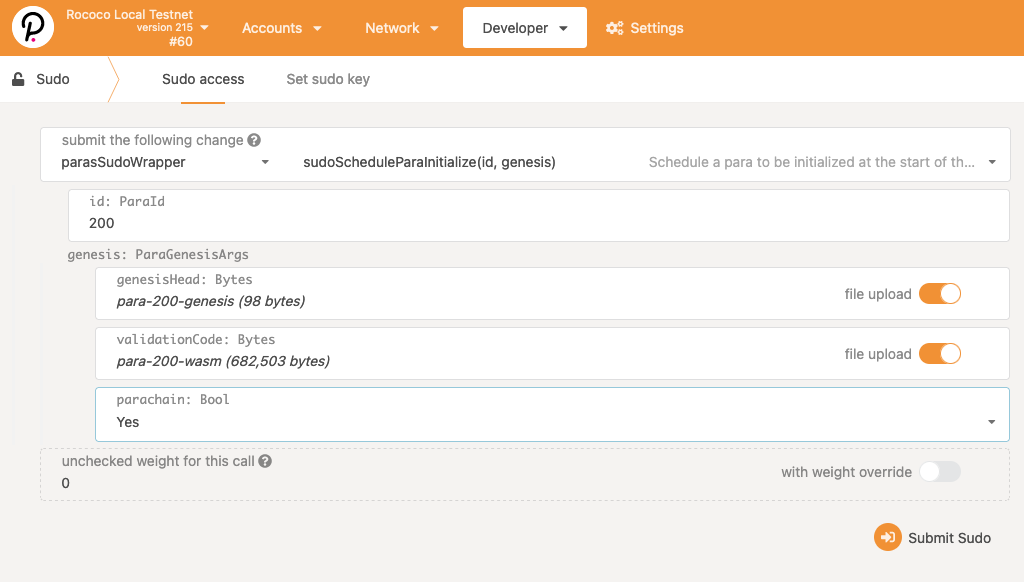 Rococo Local Testnet
version 215
#60
Accounts
Network
Developer
Settings
Sudo
Sudo access
Set sudo key
submit the following change
parasSudoWrapper
sudoScheduleParaInitialize(id, genesis)
Schedule a para to be initialized at the start of th...
id: ParaId
200
genesis: ParaGenesisArgs
genesisHead: Bytes
para-200-genesis (98 bytes)
file upload
validationCode: Bytes
para-200-wasm (682,503 bytes)
file upload
parachain: Bool
Yes
unchecked weight for this call
0
with weight override
Submit Sudo